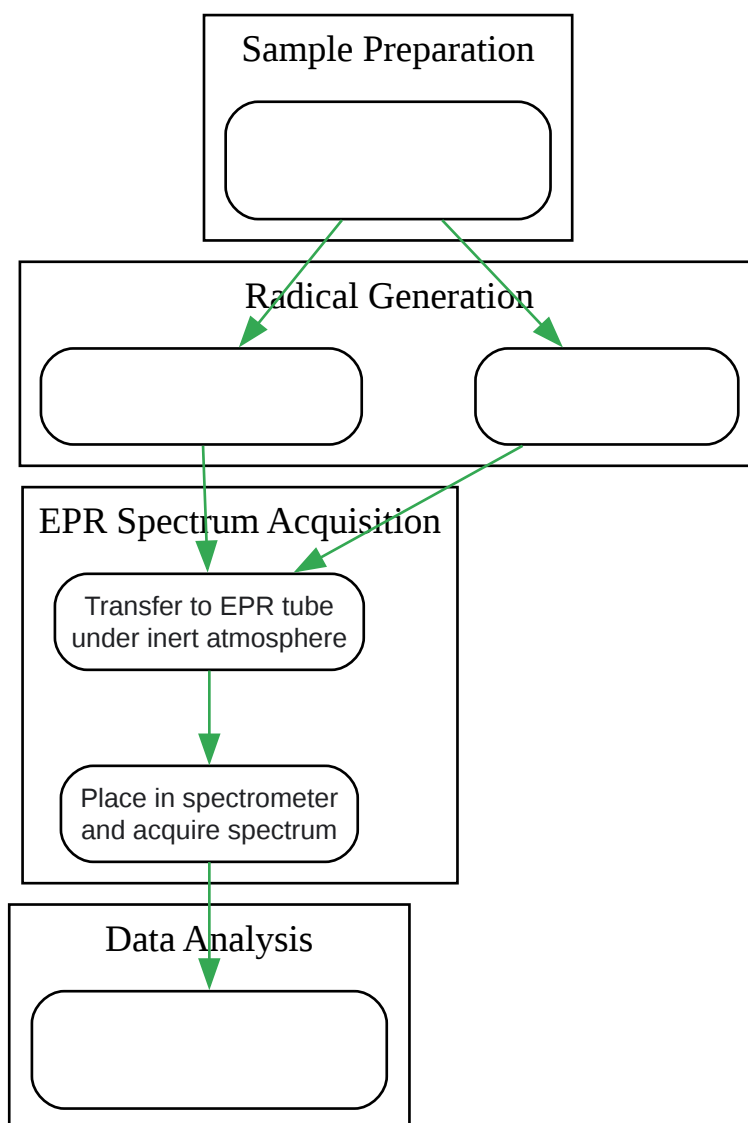 Sample Preparation
Radical Generation
EPR Spectrum Acquisition
Transfer to EPR tube
under inert atmosphere
Place in spectrometer
and acquire spectrum
Data Analysis